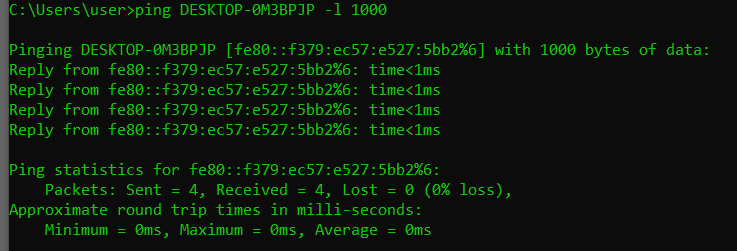 C:\Users\user>ping DESKTOP-0M3BPJP -l 1000
Pinging DESKTOP-0M3BPJP [fe80::f379:ec57:e527:5bb2%6] with 1000 bytes of data:
Reply from fe80::f379:ec57:e527:5bb2%6: time<1ms
Reply from fe80::f379:ec57:e527:5bb2%6: time<1ms
Reply from fe80::f379:ec57:e527:5bb2%6: time<1ms
Reply from fe80::f379:ec57:e527:5bb2%6: time<1ms
Ping statistics for fe80::f379:ec57:e527:5bb2%6:
    Packets: Sent = 4, Received = 4, Lost = 0 (0% loss),
Approximate round trip times in milli-seconds:
    Minimum = 0ms, Maximum = 0ms, Average = 0ms